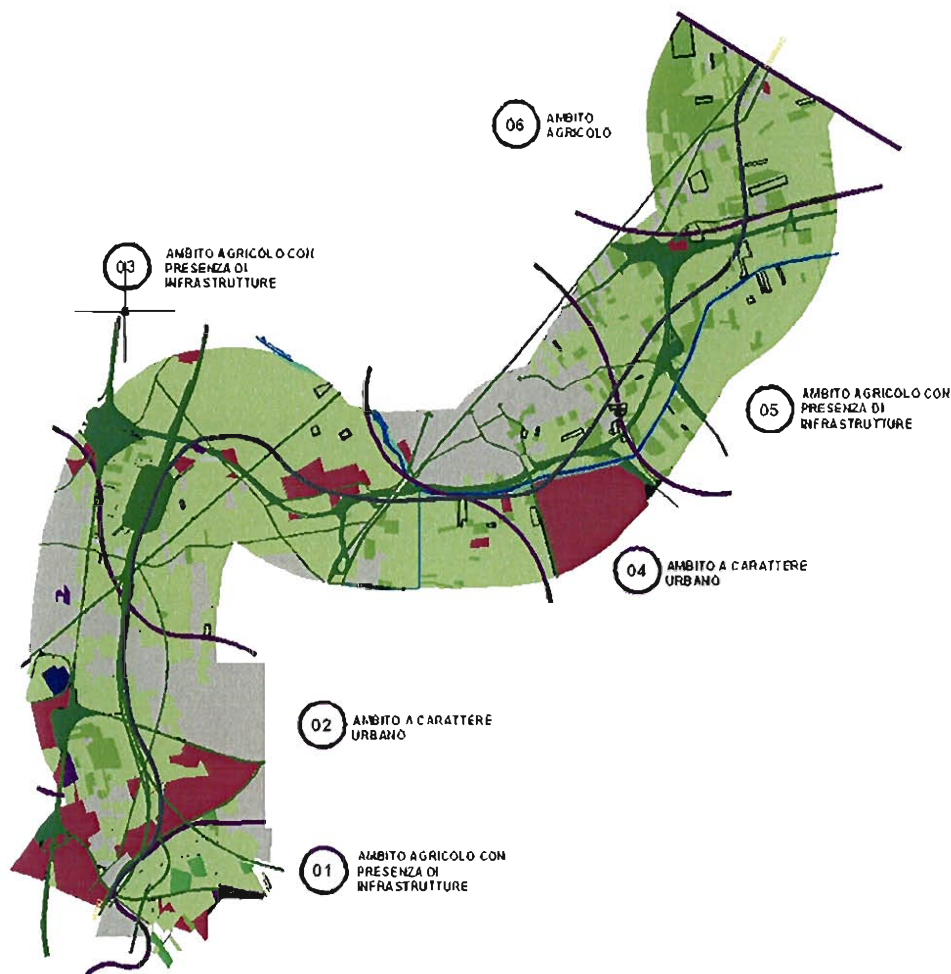 06
AMBITO
AGRICOLO
03
AMBITO AGRICOLO CON
PRESENZA DI
INFRASTRUTTURE
05
AMBITO AGRICOLO CON
PRESENZA DI
INFRASTRUTTURE
04
AMBITO A CARATTERE
URBANO
02
AMBITO A CARATTERE
URBANO
01
AMBITO AGRICOLO CON
PRESENZA DI
INFRASTRUTTURE